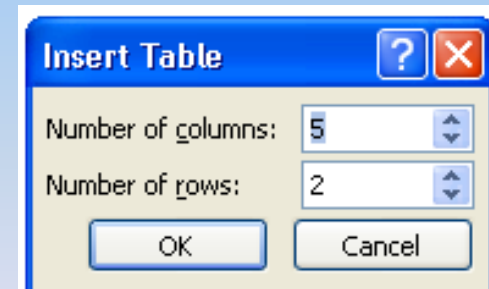 Insert Table ?
Number of columns: 5
Number of rows: 2
OK Cancel